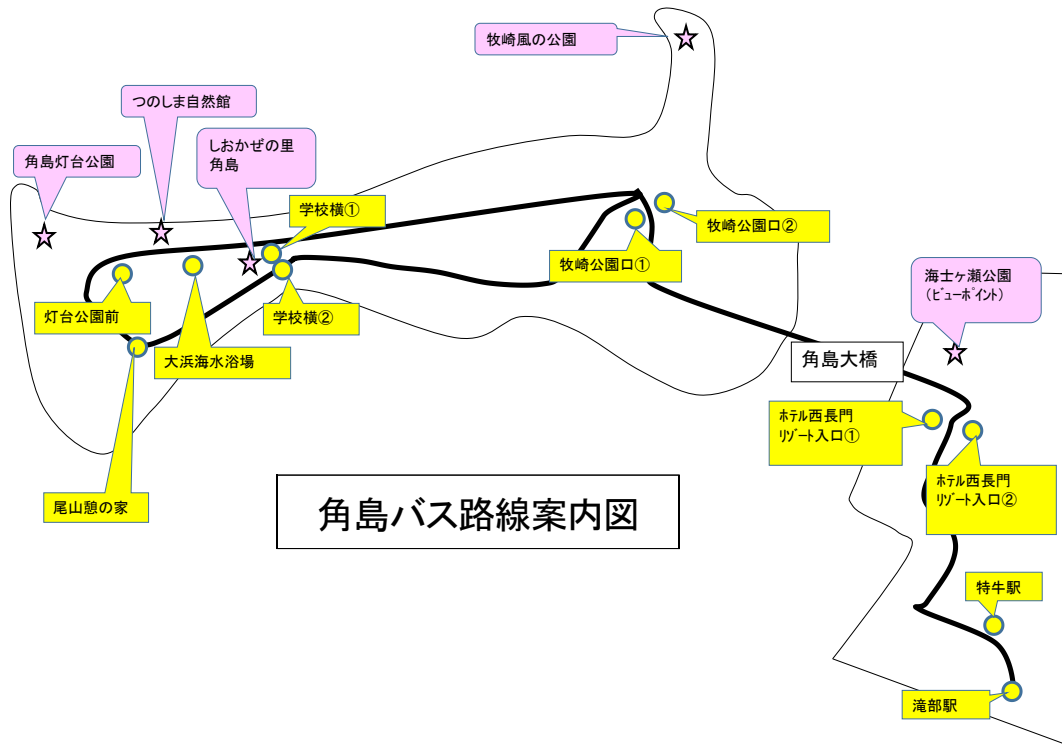 牧崎風の公園
つのしま自然館
しおかぜの里
角島
角島灯台公園
学校横①
牧崎公園口②
牧崎公園口①
海士ヶ瀬公園
(ビューポイント)
灯台公園前
学校横②
大浜海水浴場
角島大橋
ホテル西長門
リゾート入口①
ホテル西長門
リゾート入口②
尾山憩の家
角島バス路線案内図
特牛駅
滝部駅